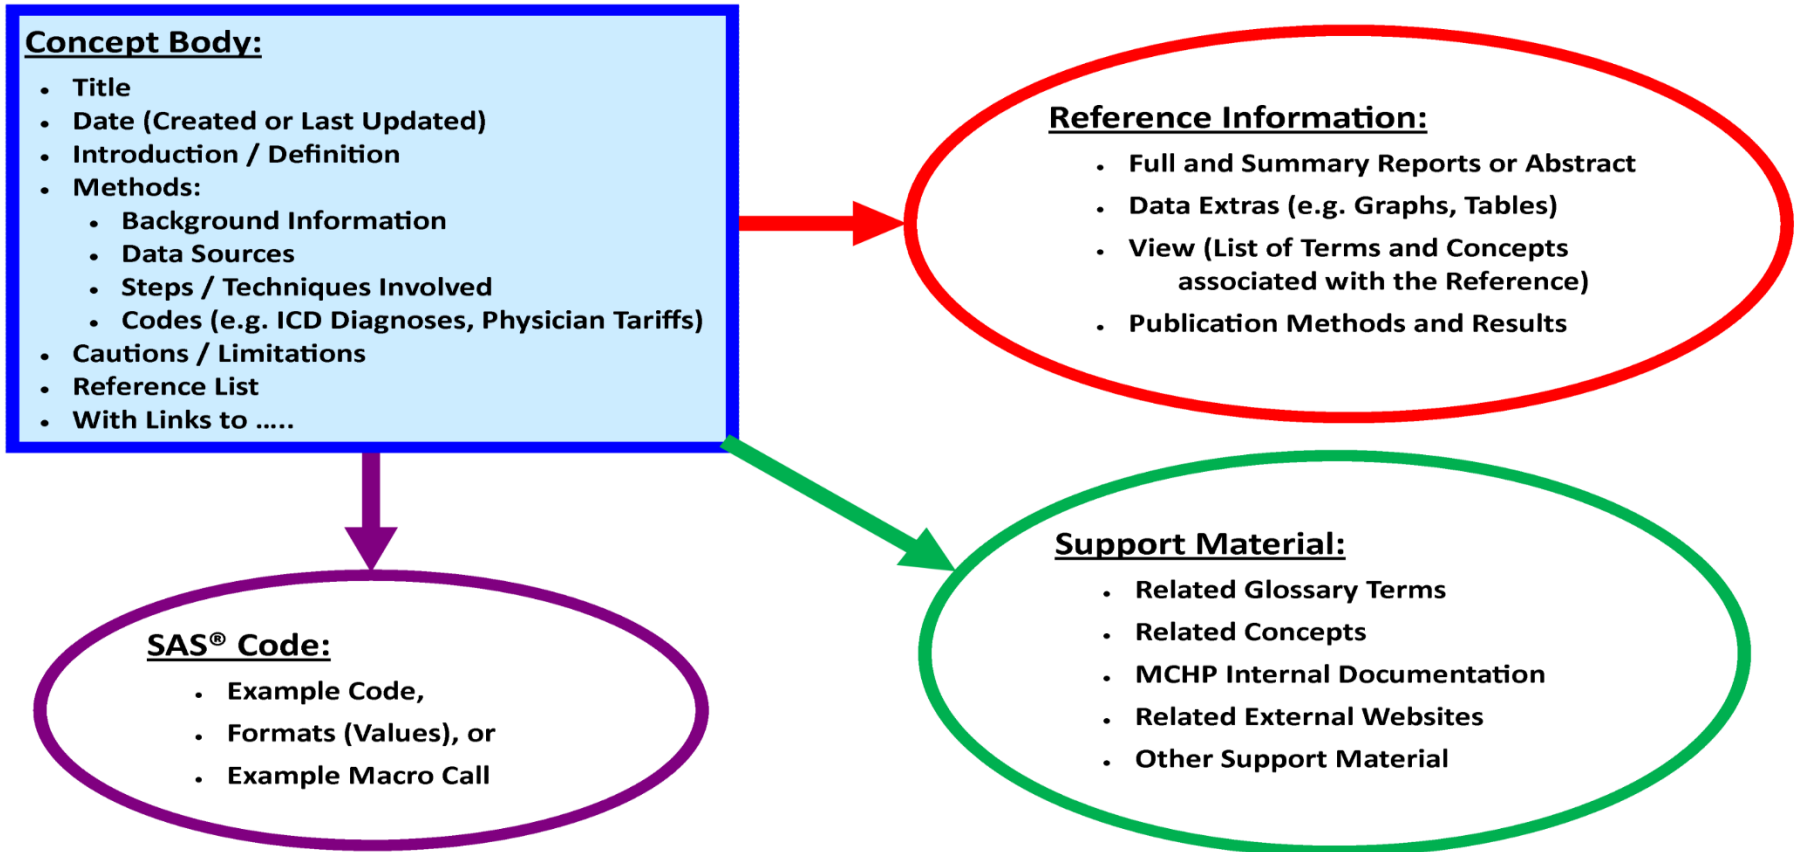 Concept Body:
• Title
• Date (Created or Last Updated)
• Introduction / Definition
• Methods:
• Background Information
• Data Sources
• Steps / Techniques Involved
• Codes (e.g. ICD Diagnoses, Physician Tariffs)
• Cautions / Limitations
• Reference List
• With Links to .....
Reference Information:
• Full and Summary Reports or Abstract
• Data Extras (e.g. Graphs, Tables)
• View (List of Terms and Concepts
associated with the Reference)
• Publication Methods and Results
SAS® Code:
• Example Code,
• Formats (Values), or
• Example Macro Call
Support Material:
• Related Glossary Terms
• Related Concepts
• MCHP Internal Documentation
• Related External Websites
• Other Support Material